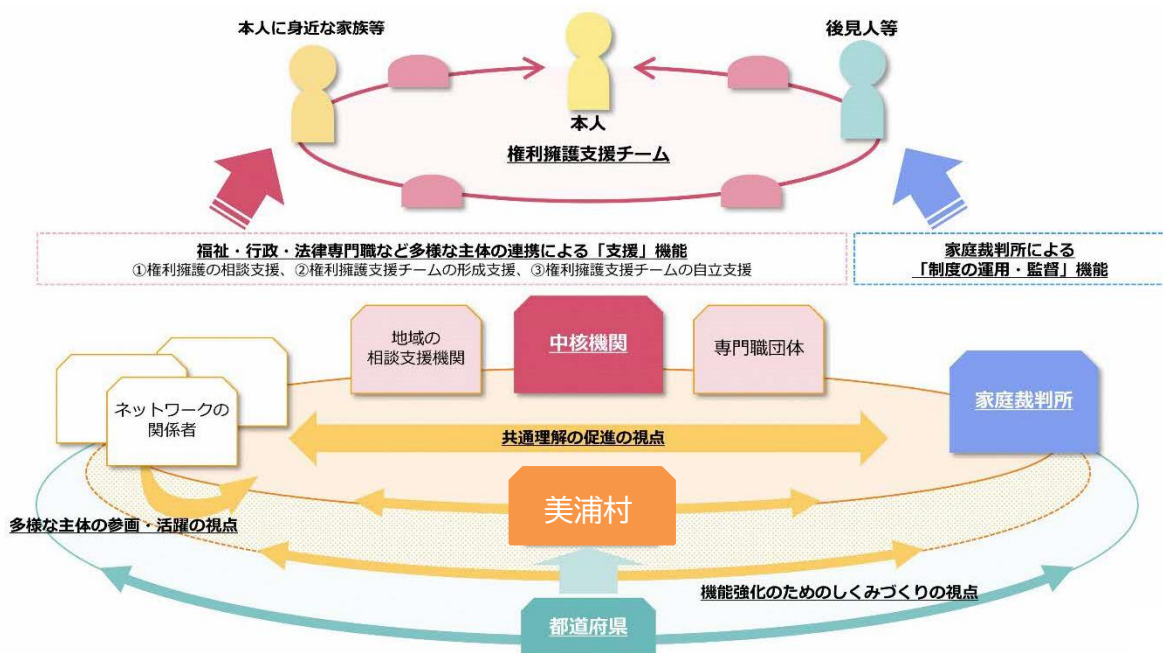 本人に身近な家族等
後見人等
本人
権利擁護支援チーム
福祉・行政・法律専門職など多様な主体の連携による「支援」機能
①権利擁護の相談支援、②権利擁護支援チームの形成支援、③権利擁護支援チームの自立支援
家庭裁判所による
「制度の運用・監督」機能
地域の
相談支援機関
中核機関
専門職団体
ネットワークの
関係者
家庭裁判所
共通理解の促進の視点
美浦村
多様な主体の参画・活躍の視点
機能強化のためのしくみづくりの視点
都道府県